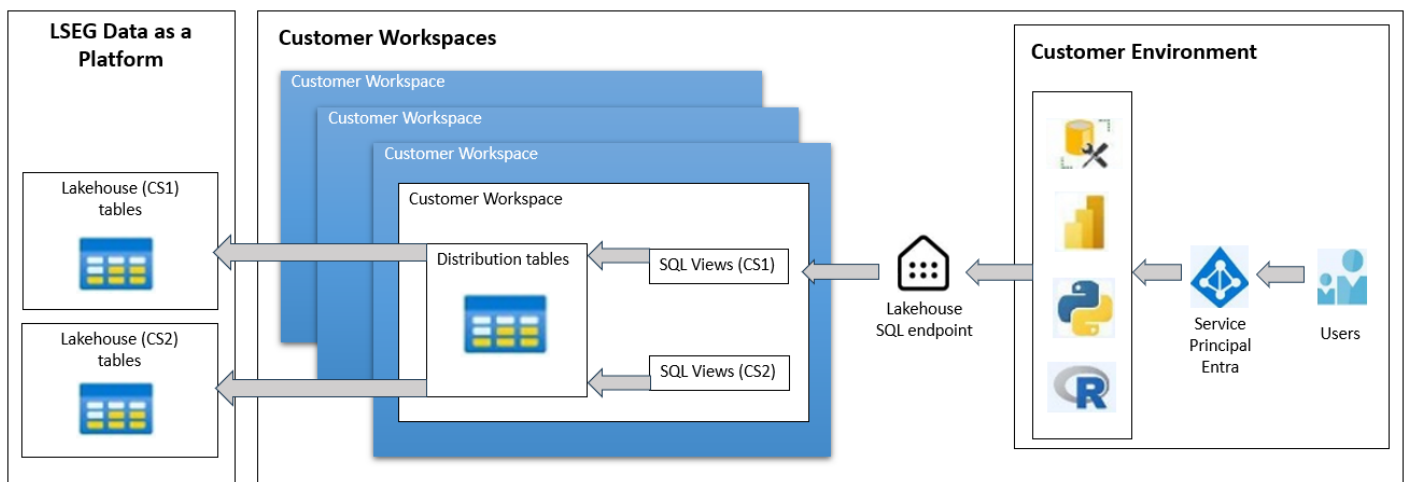 LSEG Data as a
Platform
Lakehouse (CS1)
tables
Lakehouse (CS2)
tables
Customer Workspaces
Customer Workspace
Customer Workspace
Customer Workspace
Customer Workspace
Distribution tables
SQL Views (CS1)
SQL Views (CS2)
Lakehouse
SQL endpoint
Customer Environment
R
Service
Principal
Entra
Users